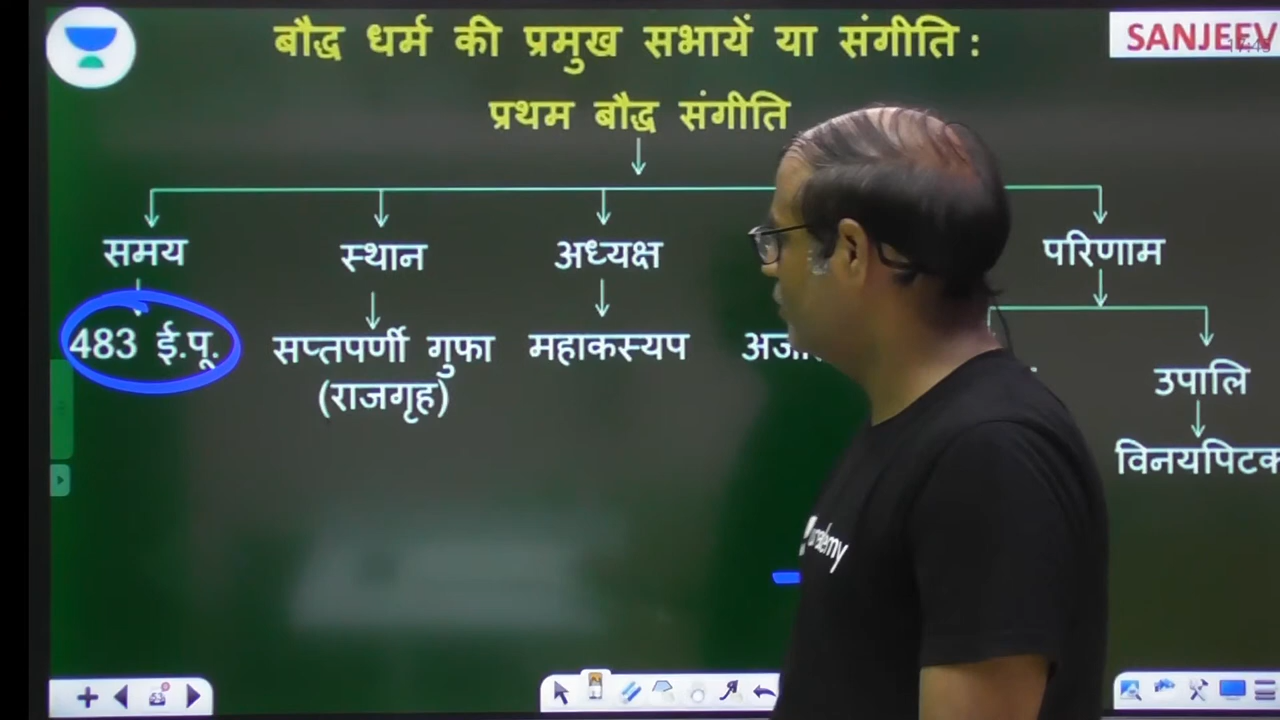 बौद्ध धर्म की प्रमुख सभायें या संगीति :
SANJEEV
प्रथम बौद्ध संगीति
समय
स्थान
अध्यक्ष
परिणाम
483 ई.पू.
सप्तपर्णी गुफा
(राजगृह)
महाकस्यप
उपालि
विनयपिटक